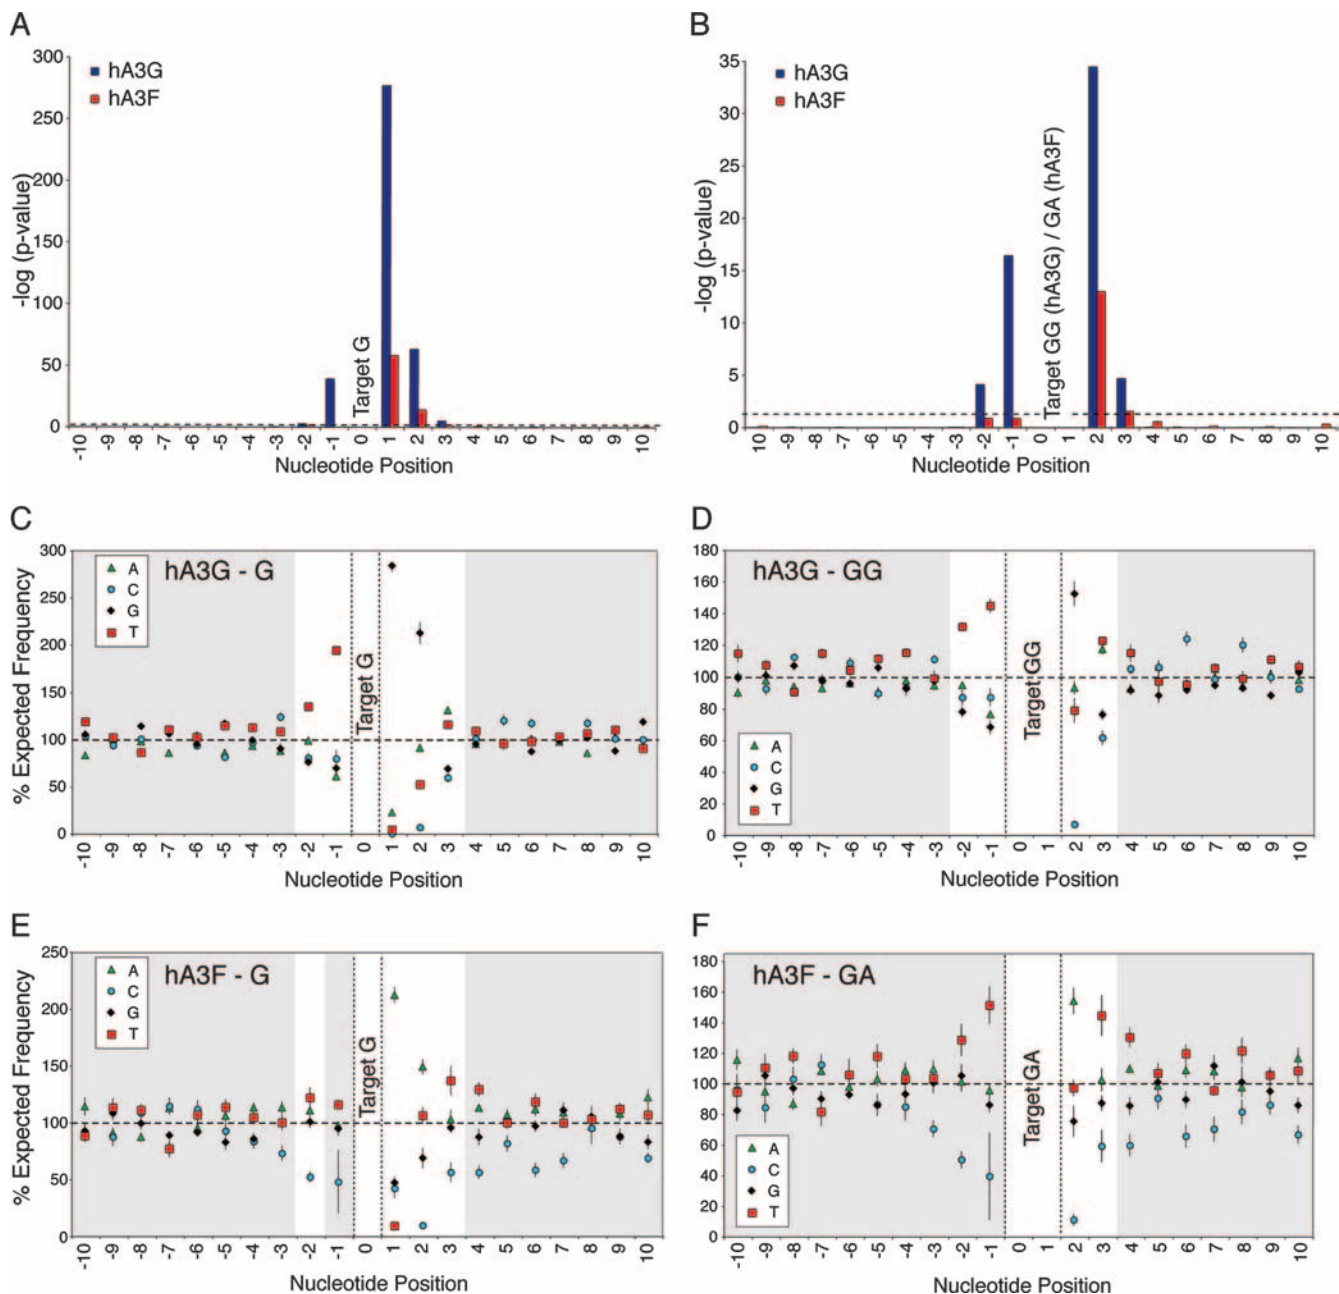 A
300
250
200
150
100
50
0
-log (p-value)
hA3G
hA3F
Target G
-10 -9 -8 -7 -6 -5 -4 -3 -2 -1 0 1 2 3 4 5 6 7 8 9 10
Nucleotide Position
B
35
30
25
20
15
10
5
0
-log (p-value)
hA3G
hA3F
Target GG (hA3G) / GA (hA3F)
10 -9 -8 -7 -6 -5 -4 -3 -2 -1 0 1 2 3 4 5 6 7 8 9 10
Nucleotide Position
C
300
250
200
150
100
50
0
% Expected Frequency
A
C
G
T
hA3G - G
Target G
-10 -9 -8 -7 -6 -5 -4 -3 -2 -1 0 1 2 3 4 5 6 7 8 9 10
Nucleotide Position
D
180
160
140
120
100
80
60
40
20
0
hA3G - GG
A
C
G
T
Target GG
-10 -9 -8 -7 -6 -5 -4 -3 -2 -1 0 1 2 3 4 5 6 7 8 9 10
Nucleotide Position
E
250
200
150
100
50
0
% Expected Frequency
A
C
G
T
hA3F - G
Target G
-10 -9 -8 -7 -6 -5 -4 -3 -2 -1 0 1 2 3 4 5 6 7 8 9 10
Nucleotide Position
F
180
160
140
120
100
80
60
40
20
0
hA3F - GA
A
C
G
T
Target GA
-10 -9 -8 -7 -6 -5 -4 -3 -2 -1 0 1 2 3 4 5 6 7 8 9 10
Nucleotide Position